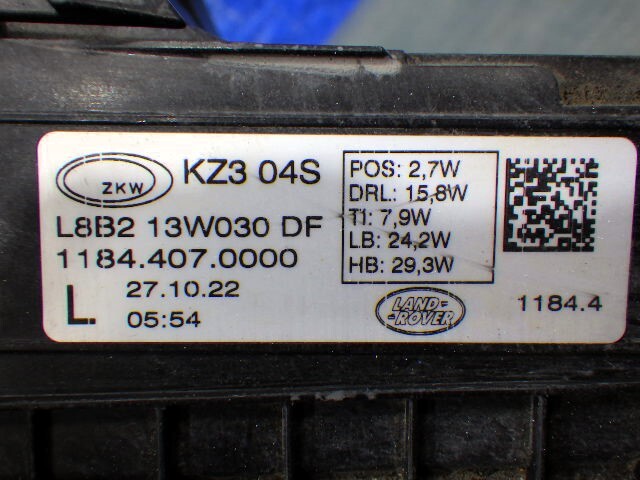 ZKW KZ3 04S
L8B2 13W030 DF
1184.407.0000
L. 27.10.22
05:54
POS: 2,7W
DRL: 15,8W
TI: 7,9W
LB: 24,2W
HB: 29,3W
LAND-
-ROVER
1184.4